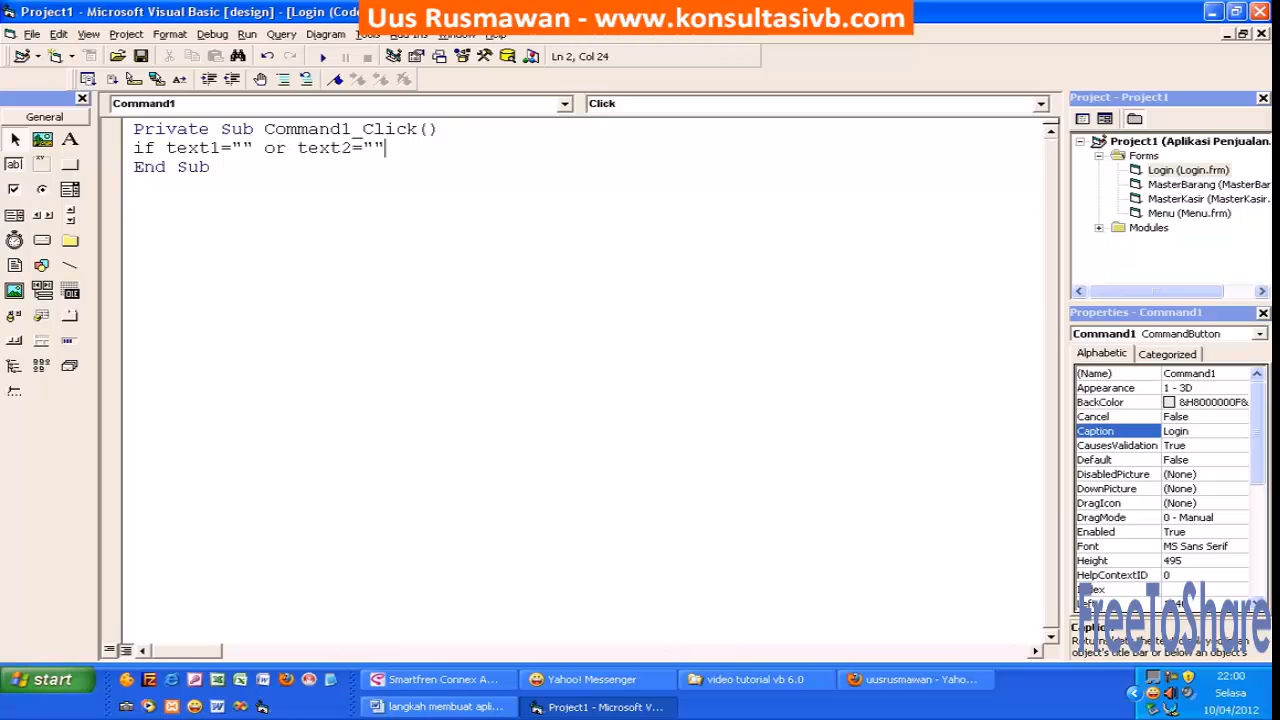 Project1 - Microsoft Visual Basic [design] - [Login (Cod
Uus Rusmawan - www.konsultasivb.com
File Edit View Project Format Debug Run Query Diagram Tools Add-Ins Window Help
Ln 2, Col 24
General
Command1
Click
Private Sub Command1_Click()
if text1="" or text2=""
End Sub
Project - Project1
Project1 (Aplikasi Penjualan.
Forms
Login (Login.frm)
MasterBarang (MasterBar
MasterKasir (MasterKasir.
Menu (Menu.frm)
Modules
Properties - Command1
Command1 CommandButton
Alphabetic Categorized
(Name) Command1
Appearance 1 - 3D
BackColor &H8000000F&
Cancel False
Caption Login
CausesValidation True
Default False
DisabledPicture (None)
DownPicture (None)
DragIcon (None)
DragMode 0 - Manual
Enabled True
Font MS Sans Serif
Height 495
HelpContextID 0
Index
FreeToShare
start
Smartfren Connex A...
Yahoo! Messenger
video tutorial vb 6.0
uusrusmawan - Yaho...
langkah membuat apli...
Project1 - Microsoft V...
22:00
Selasa
10/04/2012